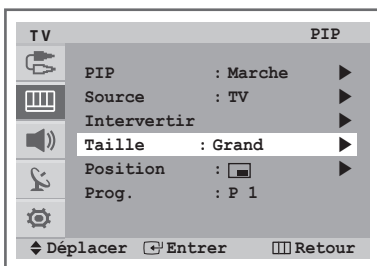 TV PIP
PIP : Marche ▶
Source : TV ▶
Intervertir ▶
Taille : Grand ▶
Position : ▶
Prog. : P 1
Déplacer Entrer Retour